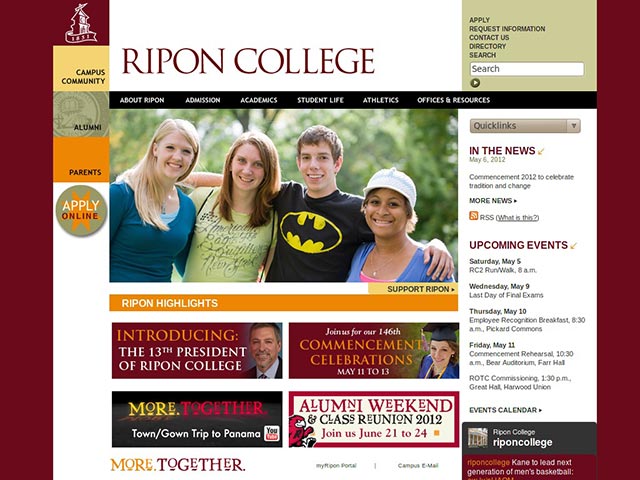 1851
CAMPUS
COMMUNITY
ALUMNI
PARENTS
APPLY
ONLINE
RIPON COLLEGE
APPLY
REQUEST INFORMATION
CONTACT US
DIRECTORY
SEARCH
Search
ABOUT RIPON
ADMISSION
ACADEMICS
STUDENT LIFE
ATHLETICS
OFFICES & RESOURCES
SUPPORT RIPON
RIPON HIGHLIGHTS
INTRODUCING:
THE 13TH PRESIDENT
OF RIPON COLLEGE
Join us for our 146th
COMMENCEMENT
CELEBRATIONS
MAY 11 TO 13
MORE. TOGETHER.
Town/Gown Trip to Panama
You
Tube
ALUMNI WEEKEND
& CLASS REUNION 2012
Join us June 21 to 24
MORE. TOGETHER.
myRipon Portal | Campus E-Mail
Quicklinks
IN THE NEWS
May 6, 2012
Commencement 2012 to celebrate
tradition and change
MORE NEWS
RSS (What is this?)
UPCOMING EVENTS
Saturday, May 5
RC2 Run/Walk, 8 a.m.
Wednesday, May 9
Last Day of Final Exams
Thursday, May 10
Employee Recognition Breakfast, 8:30
a.m., Pickard Commons
Friday, May 11
Commencement Rehearsal, 10:30
a.m., Bear Auditorium, Farr Hall
ROTC Commissioning, 1:30 p.m.,
Great Hall, Harwood Union
EVENTS CALENDAR
Ripon College
riponcollege
riponcollege Kane to lead next
generation of men's basketball: